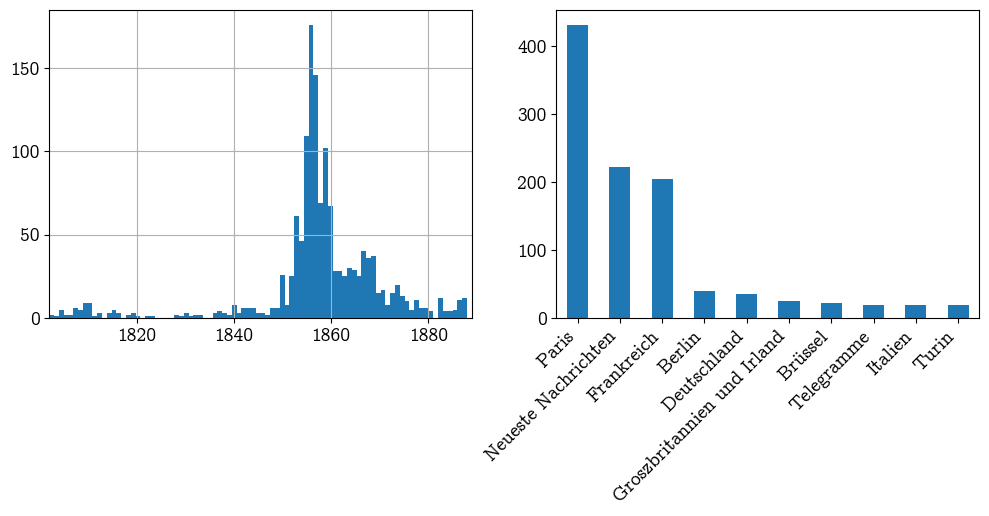 150
100
50
0
1820
1840
1860
1880
400
300
200
100
0
Paris
Neueste Nachrichten
Frankreich
Berlin
Deutschland
Groszbritannien und Irland
Brüssel
Telegramme
Italien
Turin